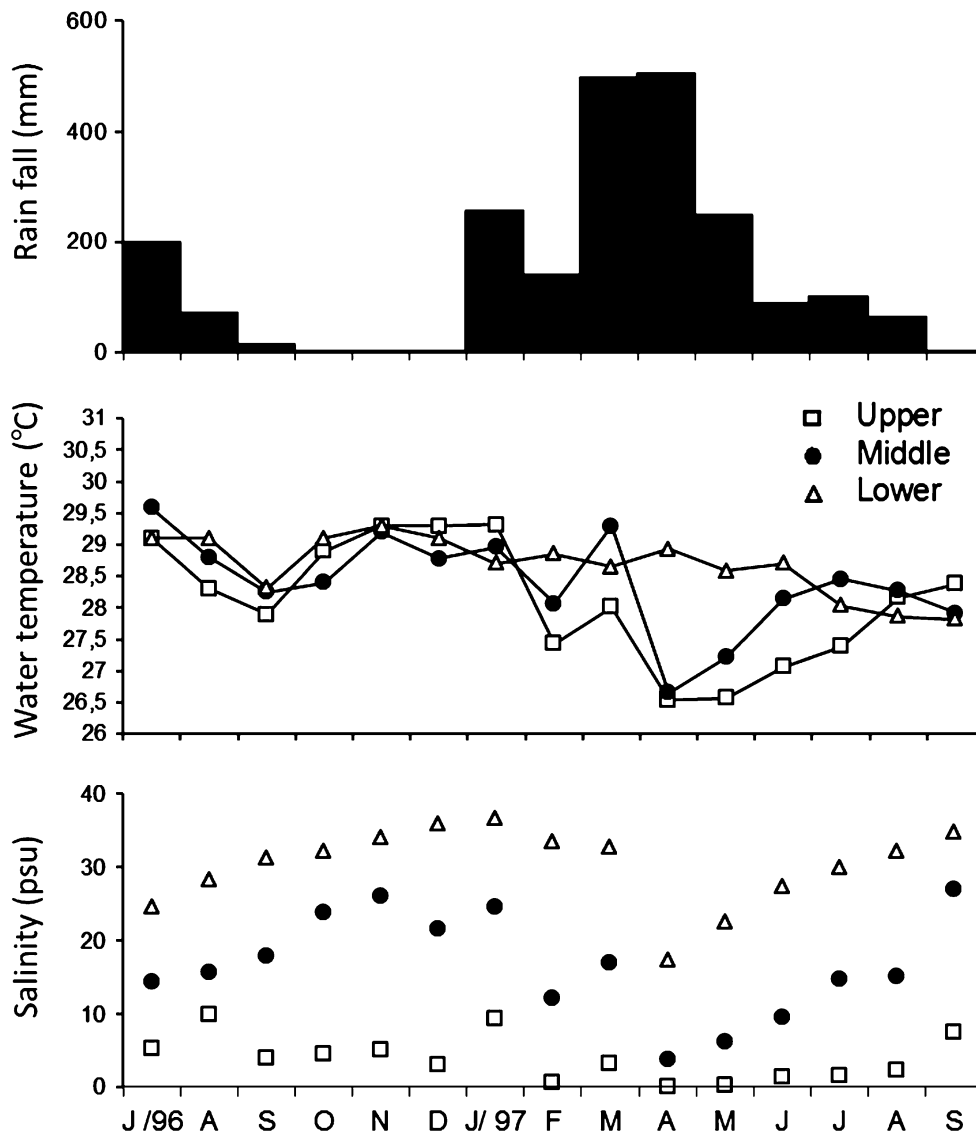 Rain fall (mm)
600
400
200
0
Water temperature (°C)
31
30,5
30
29,5
29
28,5
28
27,5
27
26,5
26
Upper
Middle
Lower
Salinity (psu)
40
30
20
10
0
J /96 A S O N D J/ 97 F M A M J J A S